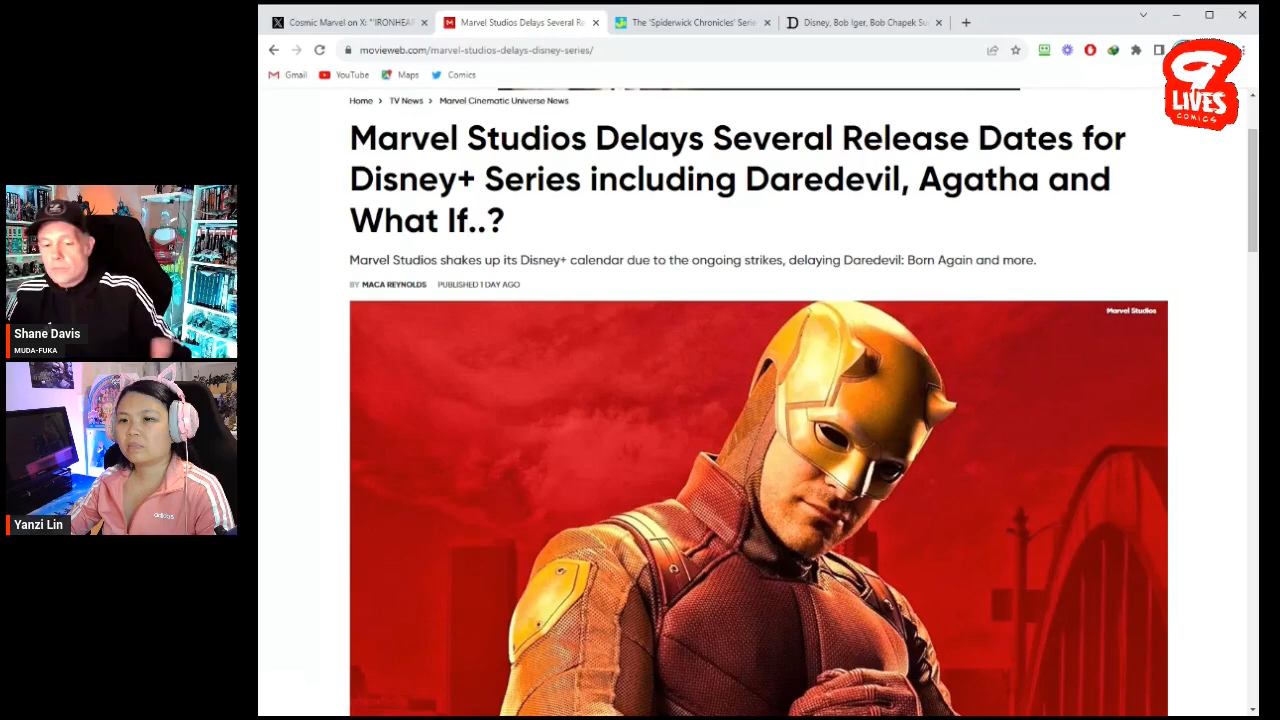 Cosmic Marvel on X: "'IRONHEAR
Marvel Studios Delays Several Re
The 'Spiderwick Chronicles' Serie
Disney, Bob Iger, Bob Chapek Su
movieweb.com/marvel-studios-delays-disney-series/
Gmail
YouTube
Maps
Comics
9
LIVES
COMICS
Home > TV News > Marvel Cinematic Universe News
Marvel Studios Delays Several Release Dates for
Disney+ Series including Daredevil, Agatha and
What If..?
Marvel Studios shakes up its Disney+ calendar due to the ongoing strikes, delaying Daredevil: Born Again and more.
BY MACA REYNOLDS PUBLISHED 1 DAY AGO
Marvel Studios
Shane Davis
MUDA-FUKA
adidas
Yanzi Lin